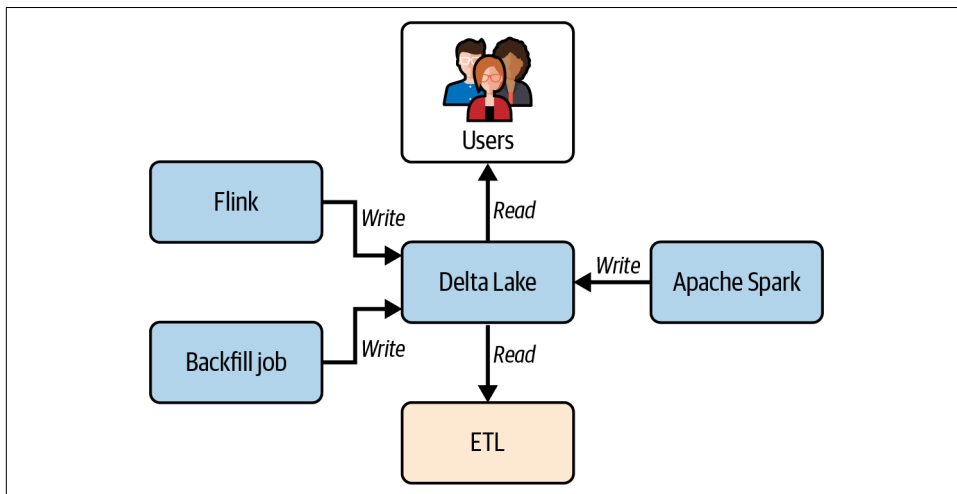 Users
Flink
Write
Read
Delta Lake
Write
Apache Spark
Backfill job
Write
Read
ETL